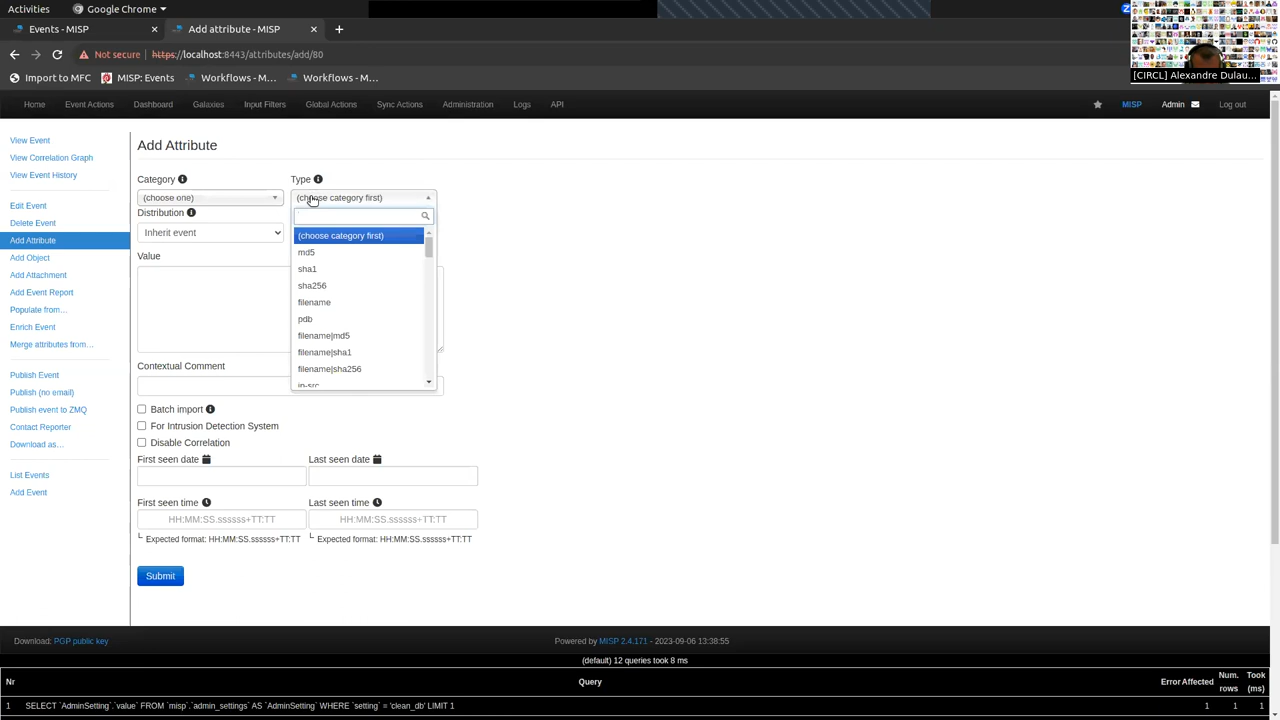 Activities
Google Chrome
Events - MISP
Add attribute - MISP
Not secure
https://localhost:8443/attributes/add/80
Import to MFC
MISP: Events
Workflows - M...
Workflows - M...
[CIRCL] Alexandre Dulau...
Home
Event Actions
Dashboard
Galaxies
Input Filters
Global Actions
Sync Actions
Administration
Logs
API
MISP
Admin
Log out
View Event
View Correlation Graph
View Event History
Edit Event
Delete Event
Add Attribute
Add Object
Add Attachment
Add Event Report
Populate from…
Enrich Event
Merge attributes from…
Publish Event
Publish (no email)
Publish event to ZMQ
Contact Reporter
Download as…
List Events
Add Event
Add Attribute
Category
Type
(choose one)
(choose category first)
Distribution
Inherit event
(choose category first)
md5
sha1
sha256
filename
pdb
filename|md5
filename|sha1
filename|sha256
ip-src
Value
Contextual Comment
Batch import
For Intrusion Detection System
Disable Correlation
First seen date
Last seen date
First seen time
Last seen time
HH:MM:SS.ssssss+TT:TT
HH:MM:SS.ssssss+TT:TT
Expected format: HH:MM:SS.ssssss+TT:TT
Expected format: HH:MM:SS.ssssss+TT:TT
Submit
Download: PGP public key
Powered by MISP 2.4.171 - 2023-09-06 13:38:55
(default) 12 queries took 8 ms
Nr
Query
Error
Affected
Num. rows
Took (ms)
1
SELECT `AdminSetting`.`value` FROM `misp`.`admin_settings` AS `AdminSetting` WHERE `setting` = 'clean_db' LIMIT 1
1
1
1